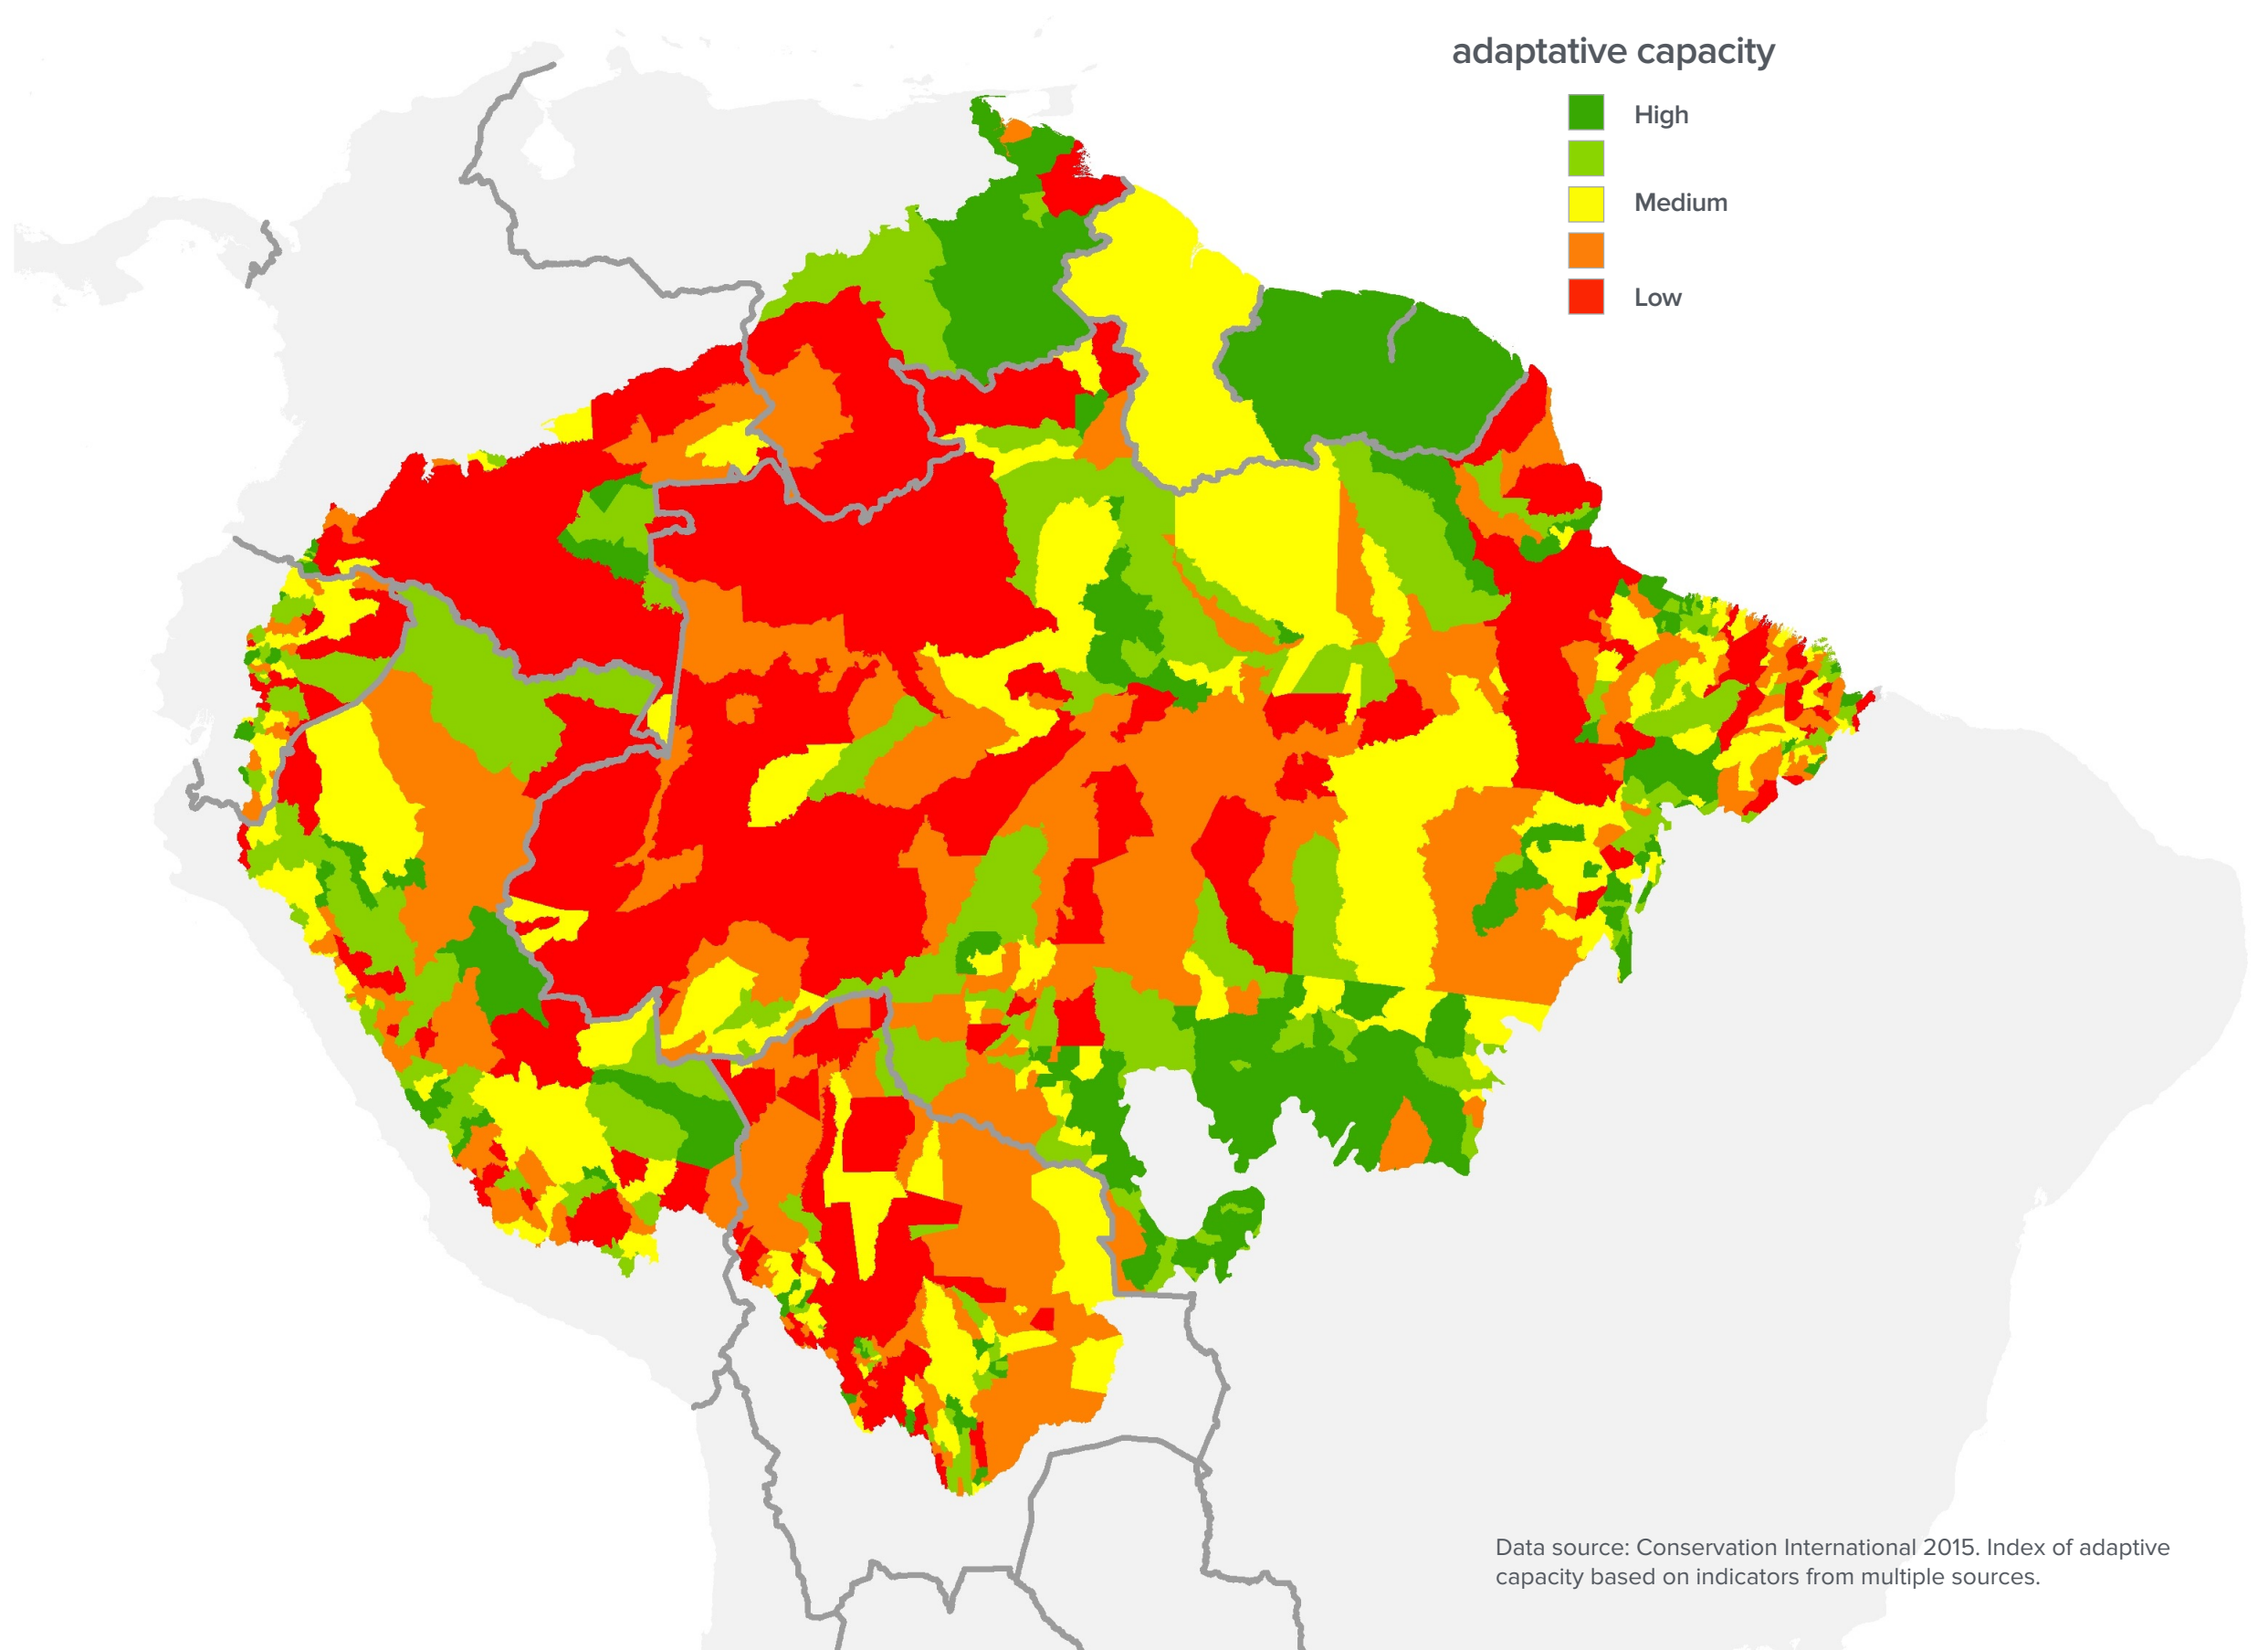 adaptative capacity
High
Medium
Low
Data source: Conservation International 2015. Index of adaptive
capacity based on indicators from multiple sources.